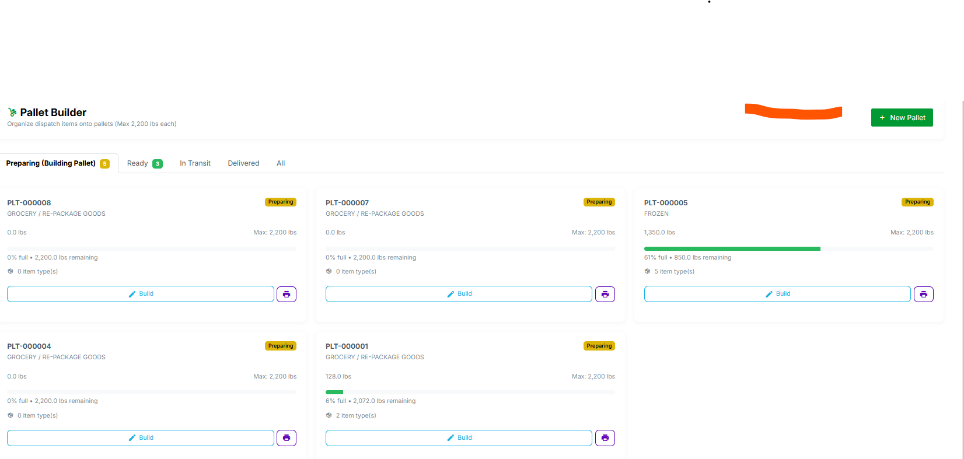 Pallet Builder
Organize dispatch items onto pallets (Max 2,200 lbs each)
+ New Pallet
Preparing (Building Pallet) 5 Ready 3 In Transit Delivered All
PLT-000008 Preparing
GROCERY / RE-PACKAGE GOODS
0.0 lbs Max: 2,200 lbs
0% full • 2,200.0 lbs remaining
0 item type(s)
Build
PLT-000007 Preparing
GROCERY / RE-PACKAGE GOODS
0.0 lbs Max: 2,200 lbs
0% full • 2,200.0 lbs remaining
0 item type(s)
Build
PLT-000005 Preparing
FROZEN
1,350.0 lbs Max: 2,200 lbs
61% full • 850.0 lbs remaining
5 item type(s)
Build
PLT-000004 Preparing
GROCERY / RE-PACKAGE GOODS
0.0 lbs Max: 2,200 lbs
0% full • 2,200.0 lbs remaining
0 item type(s)
Build
PLT-000001 Preparing
GROCERY / RE-PACKAGE GOODS
128.0 lbs Max: 2,200 lbs
6% full • 2,072.0 lbs remaining
2 item type(s)
Build